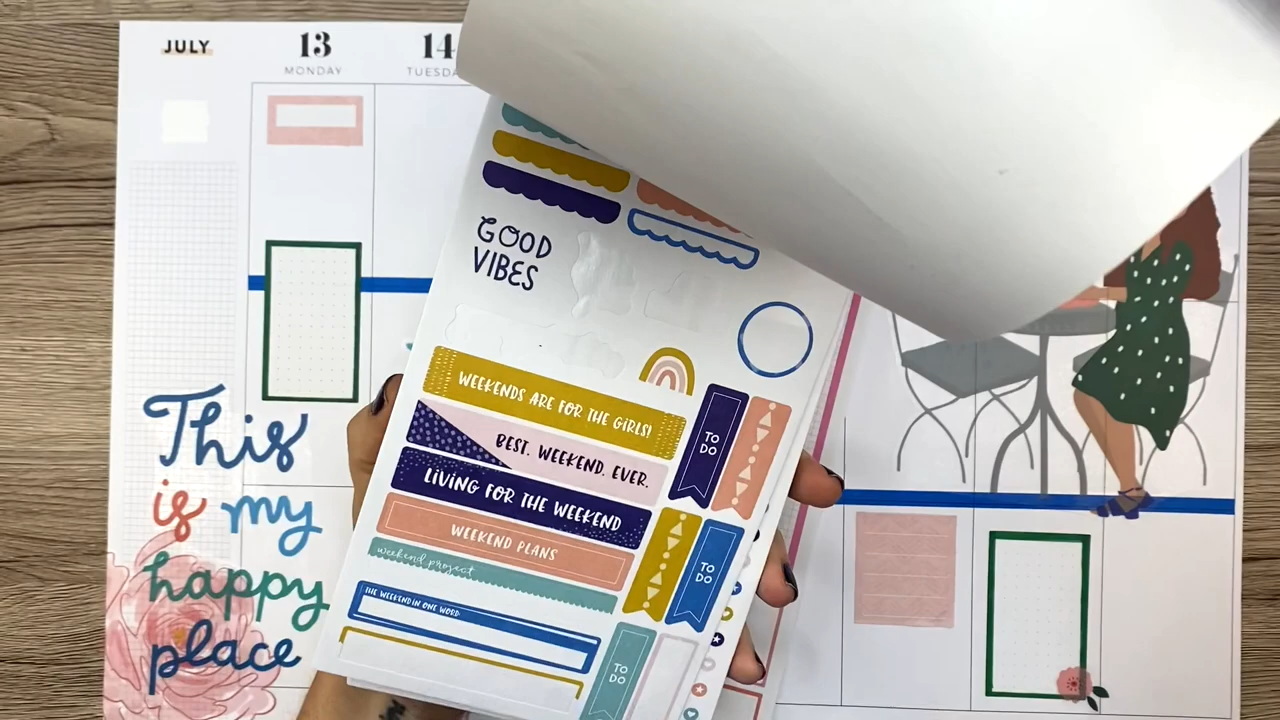 JULY
13
MONDAY
14
TUESDA
GOOD
VIBES
WEEKENDS ARE FOR THE GIRLS!
BEST. WEEKEND. EVER.
LIVING FOR THE WEEKEND
WEEKEND PLANS
weekend project
THE WEEKEND IN ONE WORD:
TO
DO
TO
DO
TO
DO
This
is my
happy
place